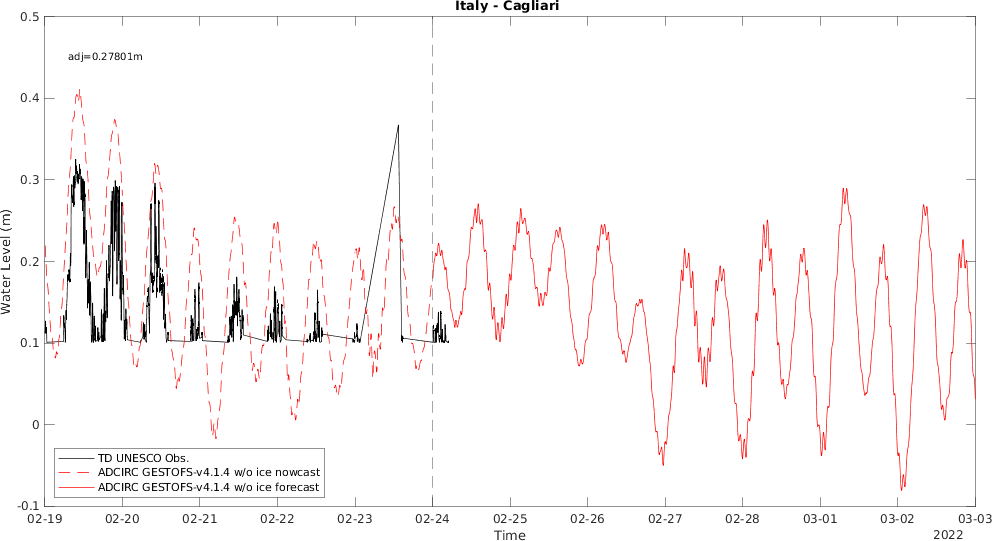 Italy - Cagliari
0.5
adj=0.27801m
0.4
0.3
0.2
0.1
0
-0.1
Water Level (m)
TD UNESCO Obs.
ADCIRC GESTOFS-v4.1.4 w/o ice nowcast
ADCIRC GESTOFS-v4.1.4 w/o ice forecast
02-19 02-20 02-21 02-22 02-23 02-24 02-25 02-26 02-27 02-28 03-01 03-02 03-03
Time
2022